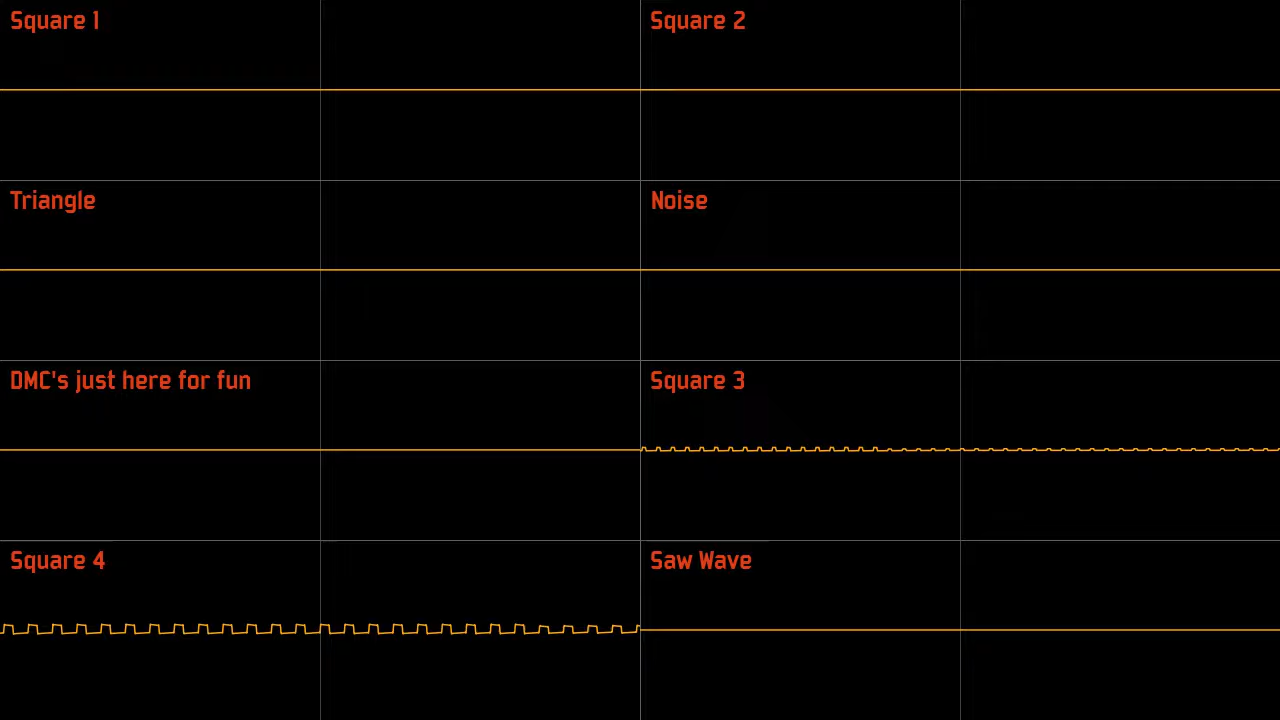 Square 1
Square 2
Triangle
Noise
DMC's just here for fun
Square 3
Square 4
Saw Wave